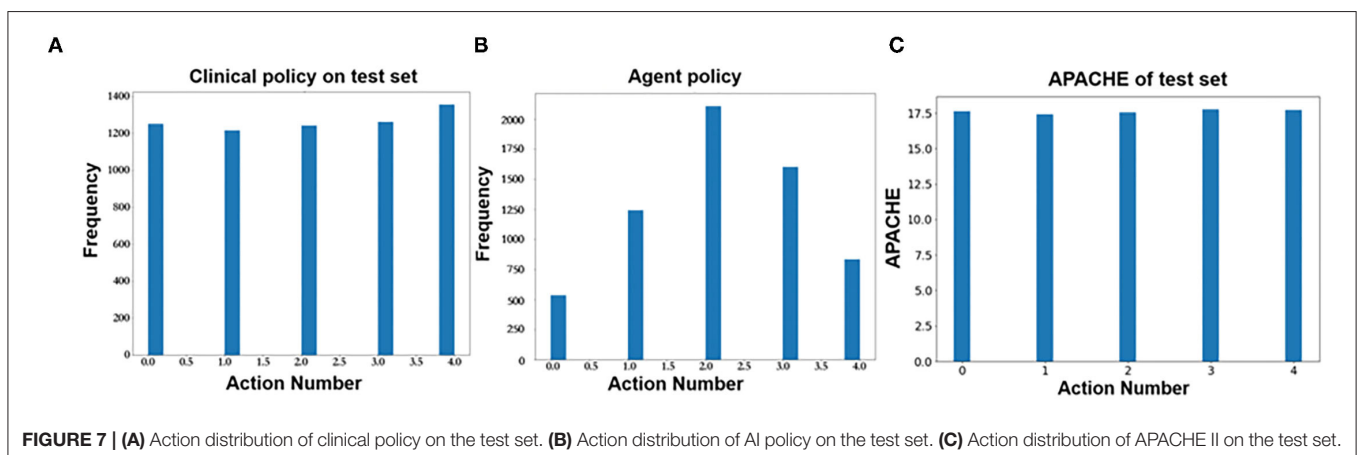 A
Clinical policy on test set
1400
1200
1000
800
600
400
200
0
Frequency
0.0 0.5 1.0 1.5 2.0 2.5 3.0 3.5 4.0
Action Number
B
Agent policy
2000
1750
1500
1250
1000
750
500
250
0
Frequency
0.0 0.5 1.0 1.5 2.0 2.5 3.0 3.5 4.0
Action Number
C
APACHE of test set
17.5
15.0
12.5
10.0
7.5
5.0
2.5
0.0
APACHE
0 1 2 3 4
Action Number
FIGURE 7 | (A) Action distribution of clinical policy on the test set. (B) Action distribution of AI policy on the test set. (C) Action distribution of APACHE II on the test set.